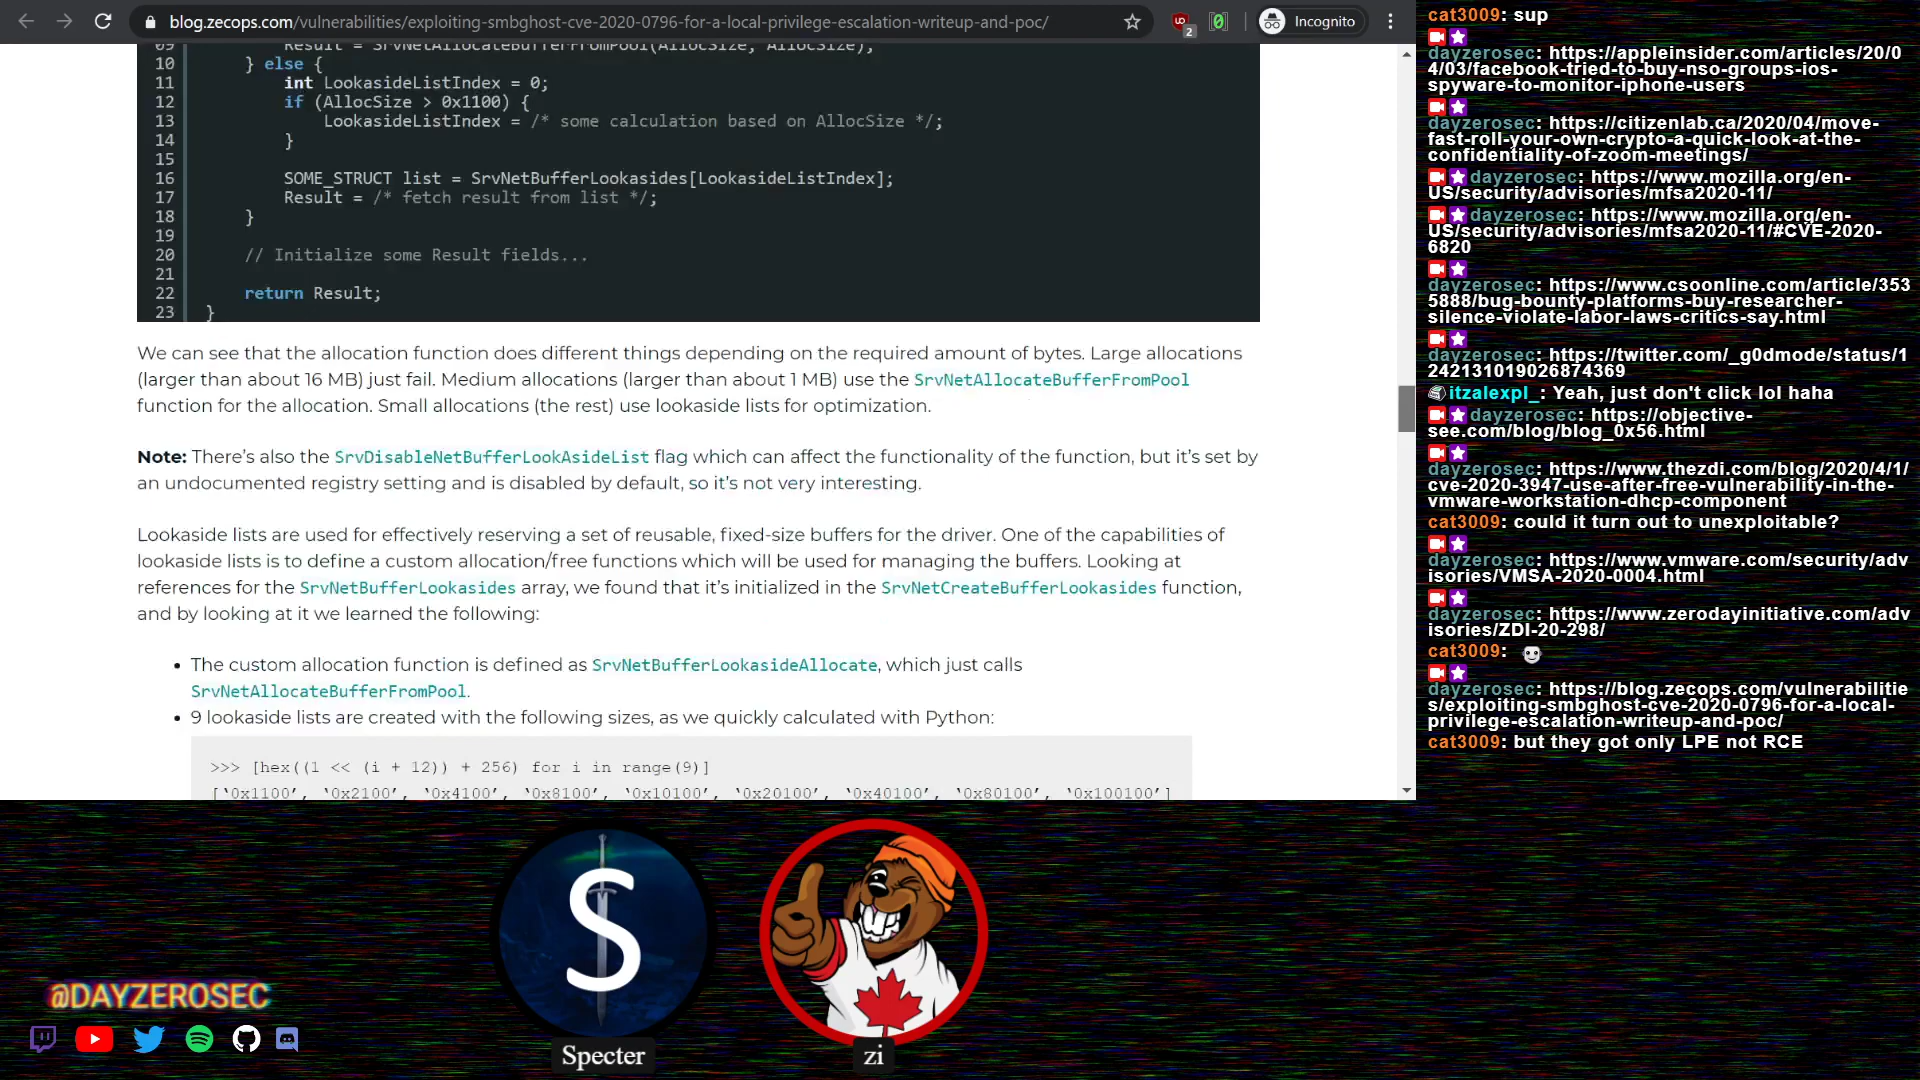 blog.zecops.com/vulnerabilities/exploiting-smbghost-cve-2020-0796-for-a-local-privilege-escalation-writeup-and-poc/
2
Incognito
09 Result = SrvNetAllocateBufferFromPool(AllocSize, AllocSize);
10 } else {
11 int LookasideListIndex = 0;
12 if (AllocSize > 0x1100) {
13 LookasideListIndex = /* some calculation based on AllocSize */;
14 }
15
16 SOME_STRUCT list = SrvNetBufferLookasides[LookasideListIndex];
17 Result = /* fetch result from list */;
18 }
19
20 // Initialize some Result fields...
21
22 return Result;
23 }
We can see that the allocation function does different things depending on the required amount of bytes. Large allocations
(larger than about 16 MB) just fail. Medium allocations (larger than about 1 MB) use the SrvNetAllocateBufferFromPool
function for the allocation. Small allocations (the rest) use lookaside lists for optimization.
Note: There's also the SrvDisableNetBufferLookAsideList flag which can affect the functionality of the function, but it's set by
an undocumented registry setting and is disabled by default, so it's not very interesting.
Lookaside lists are used for effectively reserving a set of reusable, fixed-size buffers for the driver. One of the capabilities of
lookaside lists is to define a custom allocation/free functions which will be used for managing the buffers. Looking at
references for the SrvNetBufferLookasides array, we found that it's initialized in the SrvNetCreateBufferLookasides function,
and by looking at it we learned the following:
• The custom allocation function is defined as SrvNetBufferLookasideAllocate, which just calls
SrvNetAllocateBufferFromPool.
• 9 lookaside lists are created with the following sizes, as we quickly calculated with Python:
>>> [hex((1 << (i + 12)) + 256) for i in range(9)]
['0x1100', '0x2100', '0x4100', '0x8100', '0x10100', '0x20100', '0x40100', '0x80100', '0x100100']
cat3009: sup
dayzerosec: https://appleinsider.com/articles/20/0
4/03/facebook-tried-to-buy-nso-groups-ios-
spyware-to-monitor-iphone-users
dayzerosec: https://citizenlab.ca/2020/04/move-
fast-roll-your-own-crypto-a-quick-look-at-the-
confidentiality-of-zoom-meetings/
dayzerosec: https://www.mozilla.org/en-
US/security/advisories/mfsa2020-11/
dayzerosec: https://www.mozilla.org/en-
US/security/advisories/mfsa2020-11/#CVE-2020-
6820
dayzerosec: https://www.csoonline.com/article/353
5888/bug-bounty-platforms-buy-researcher-
silence-violate-labor-laws-critics-say.html
dayzerosec: https://twitter.com/_g0dmode/status/1
242131019026874369
itzalexpl_: Yeah, just don't click lol haha
dayzerosec: https://objective-
see.com/blog/blog_0x56.html
dayzerosec: https://www.thezdi.com/blog/2020/4/1/
cve-2020-3947-use-after-free-vulnerability-in-the-
vmware-workstation-dhcp-component
cat3009: could it turn out to unexploitable?
dayzerosec: https://www.vmware.com/security/adv
isories/VMSA-2020-0004.html
dayzerosec: https://www.zerodayinitiative.com/adv
isories/ZDI-20-298/
cat3009:
dayzerosec: https://blog.zecops.com/vulnerabilitie
s/exploiting-smbghost-cve-2020-0796-for-a-local-
privilege-escalation-writeup-and-poc/
cat3009: but they got only LPE not RCE
@DAYZEROSEC
S
Specter
zi